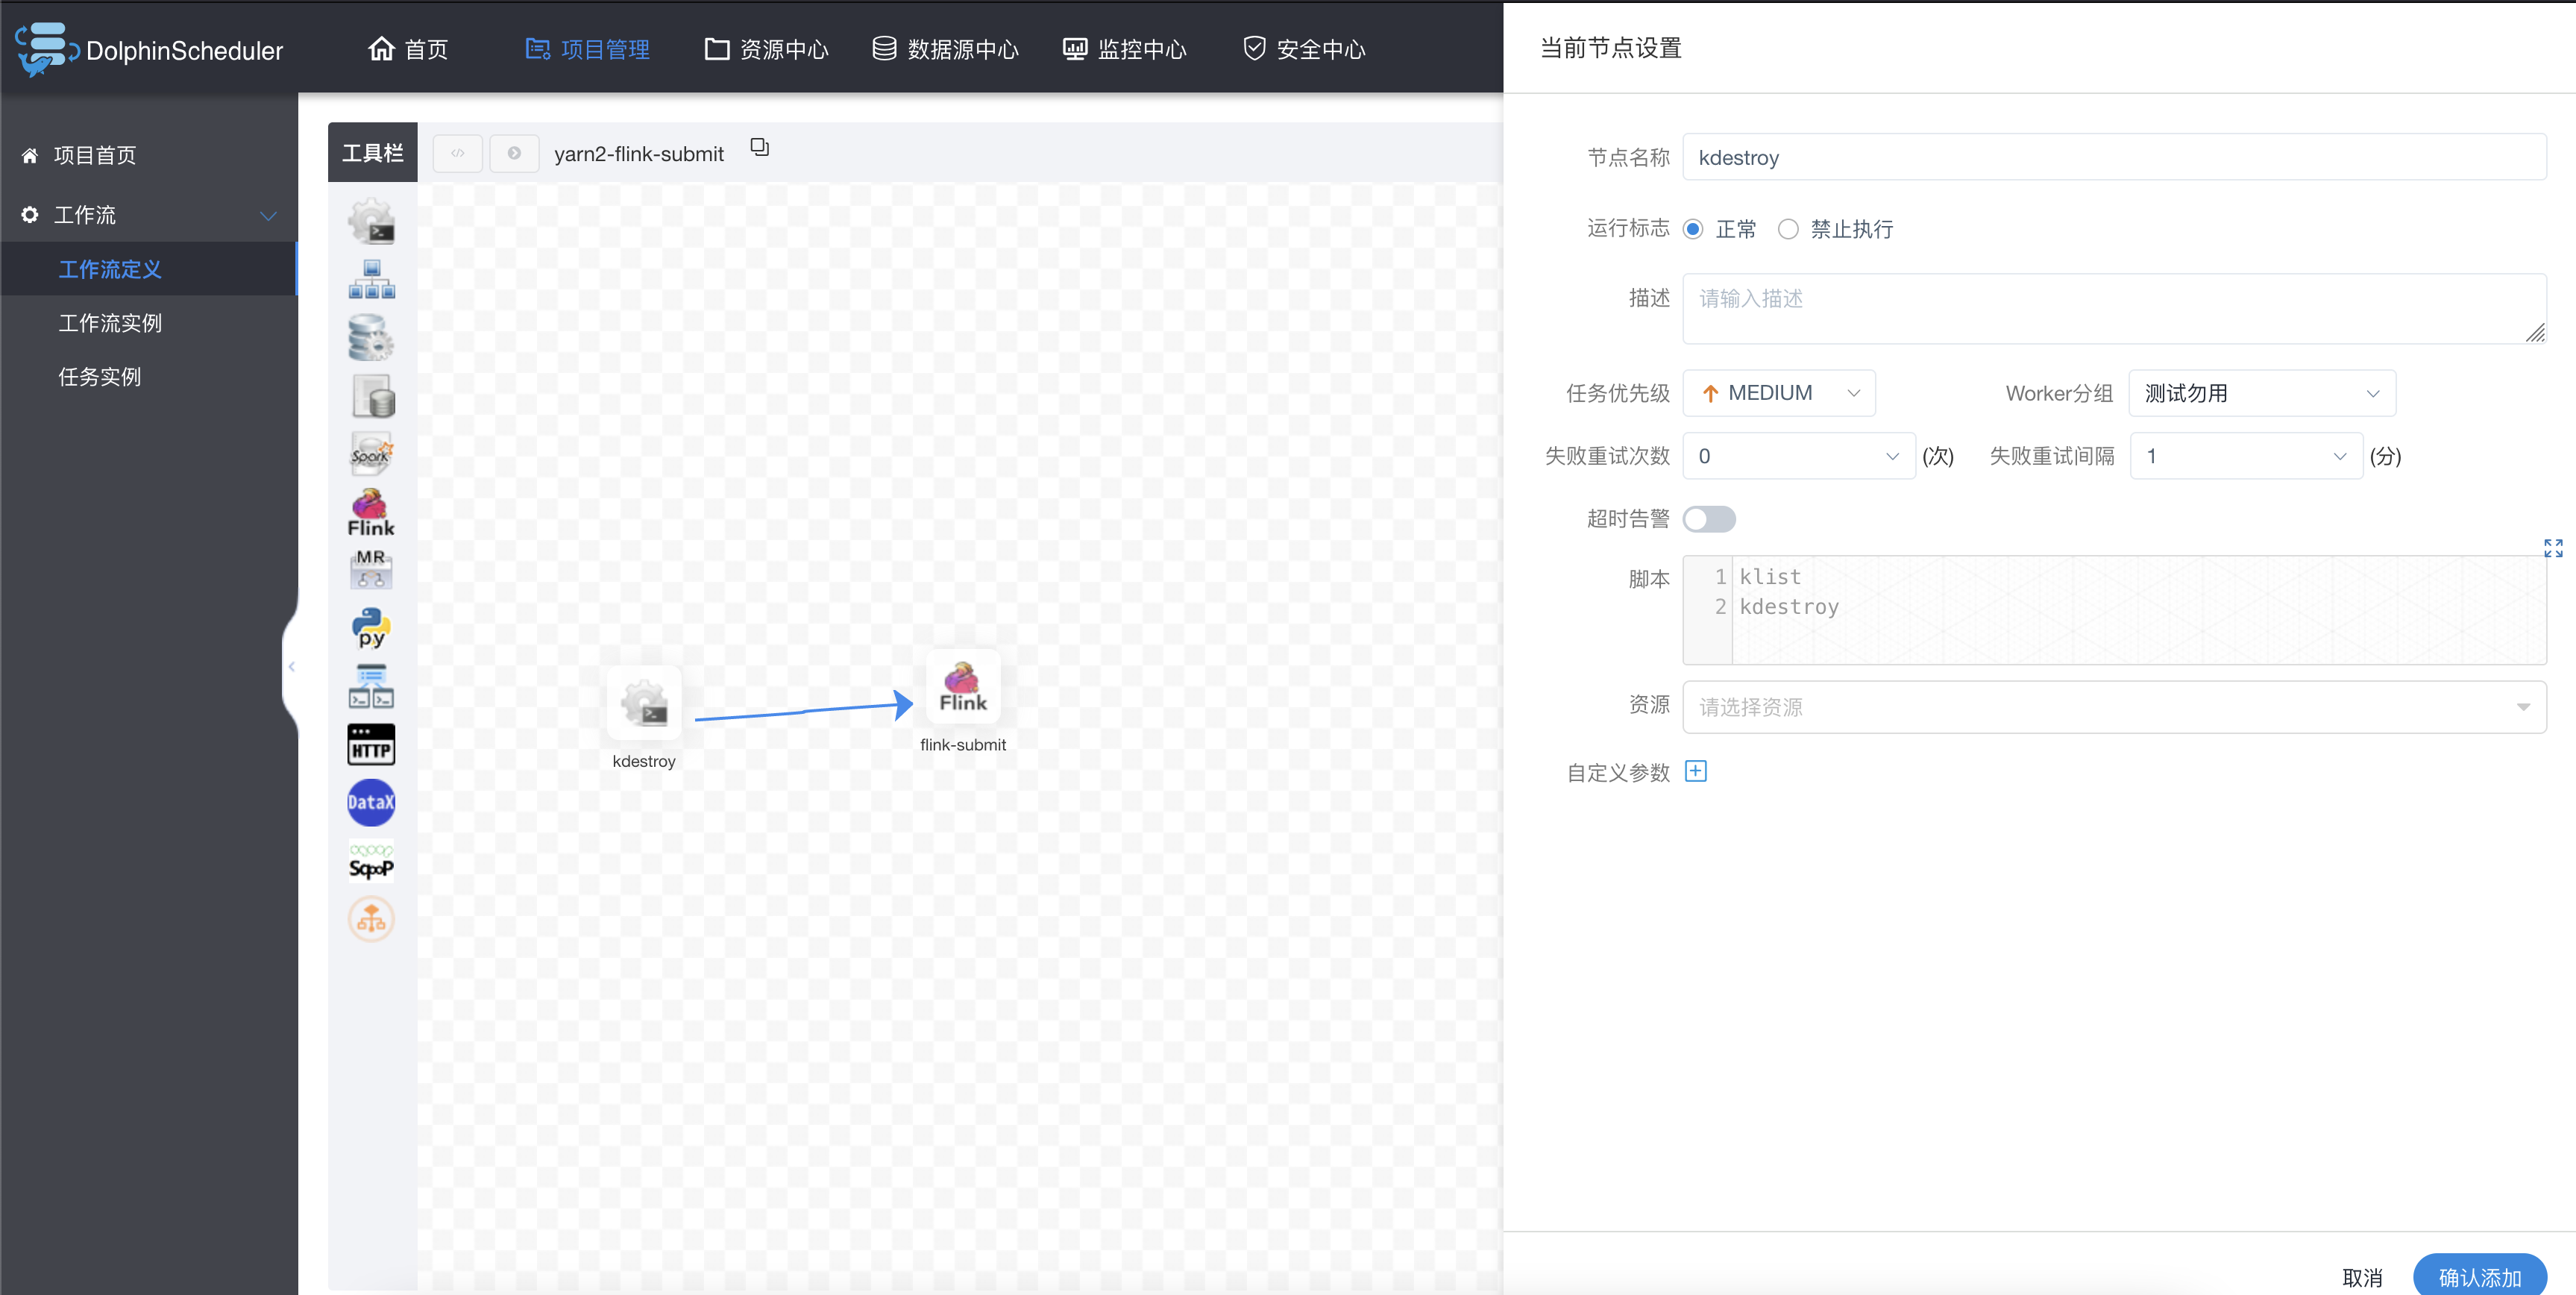 DolphinScheduler
首页
项目管理
资源中心
数据源中心
监控中心
安全中心
项目首页
工作流
工作流定义
工作流实例
任务实例
工具栏
yarn2-flink-submit
Spark
Flink
MR
py
HTTP
DataX
SqooP
kdestroy
Flink
flink-submit
当前节点设置
节点名称 kdestroy
运行标志 正常 禁止执行
描述 请输入描述
任务优先级 MEDIUM Worker分组 测试勿用
失败重试次数 0 (次) 失败重试间隔 1 (分)
超时告警
脚本 1 klist
2 kdestroy
资源 请选择资源
自定义参数
取消 确认添加